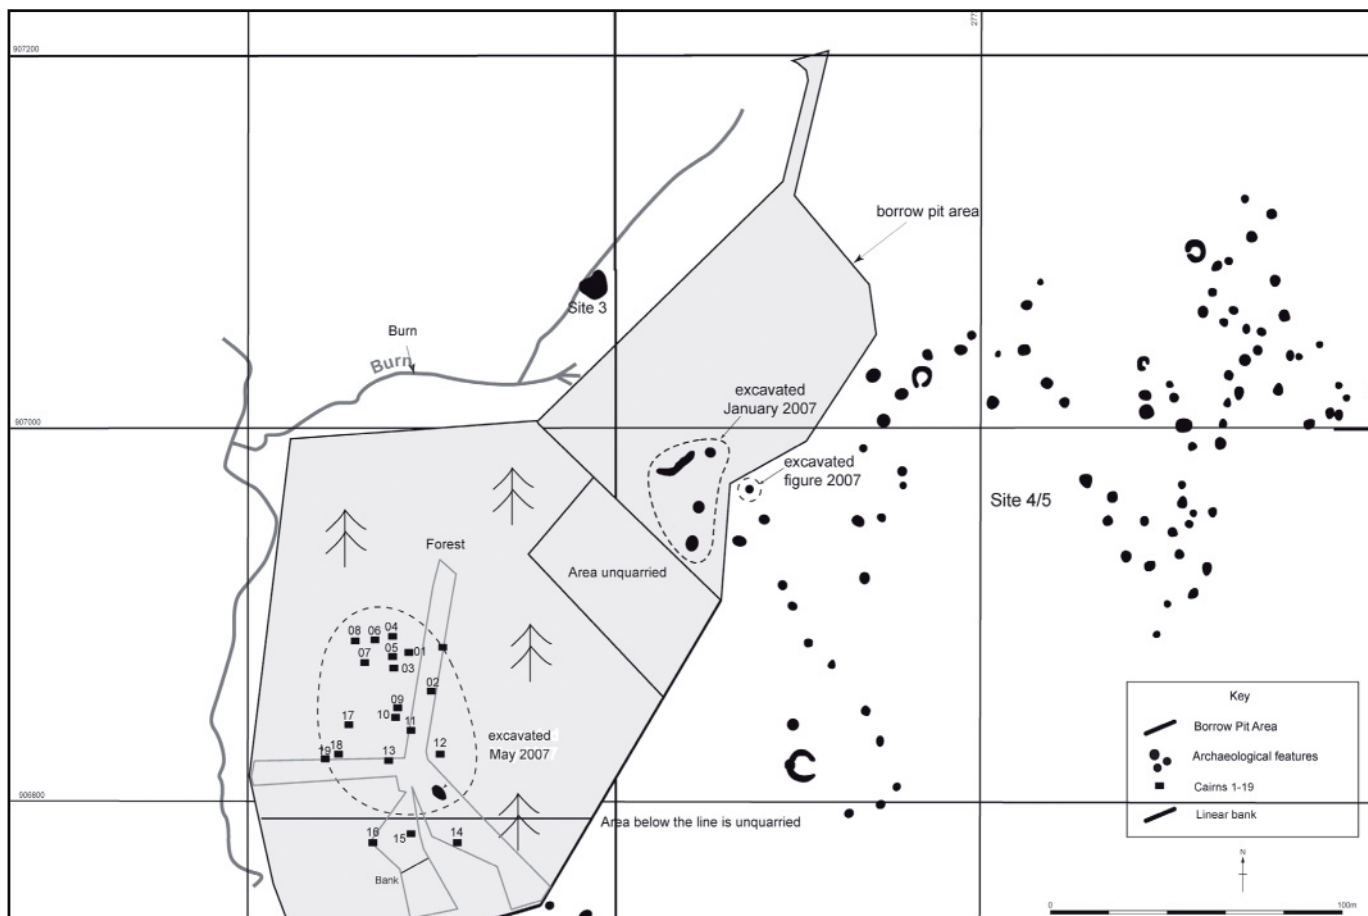 277
907200
borrow pit area
Site 3
Burn
Burn
excavated
January 2007
907000
excavated
figure 2007
Site 4/5
Forest
Area unquarried
08 06 04
05 01
07 03
02
09
10
17 11
excavated
May 2007
19 18 13 12
906800
Area below the line is unquarried
16 15 14
Bank
Key
Borrow Pit Area
Archaeological features
Cairns 1-19
Linear bank
N
0 100m